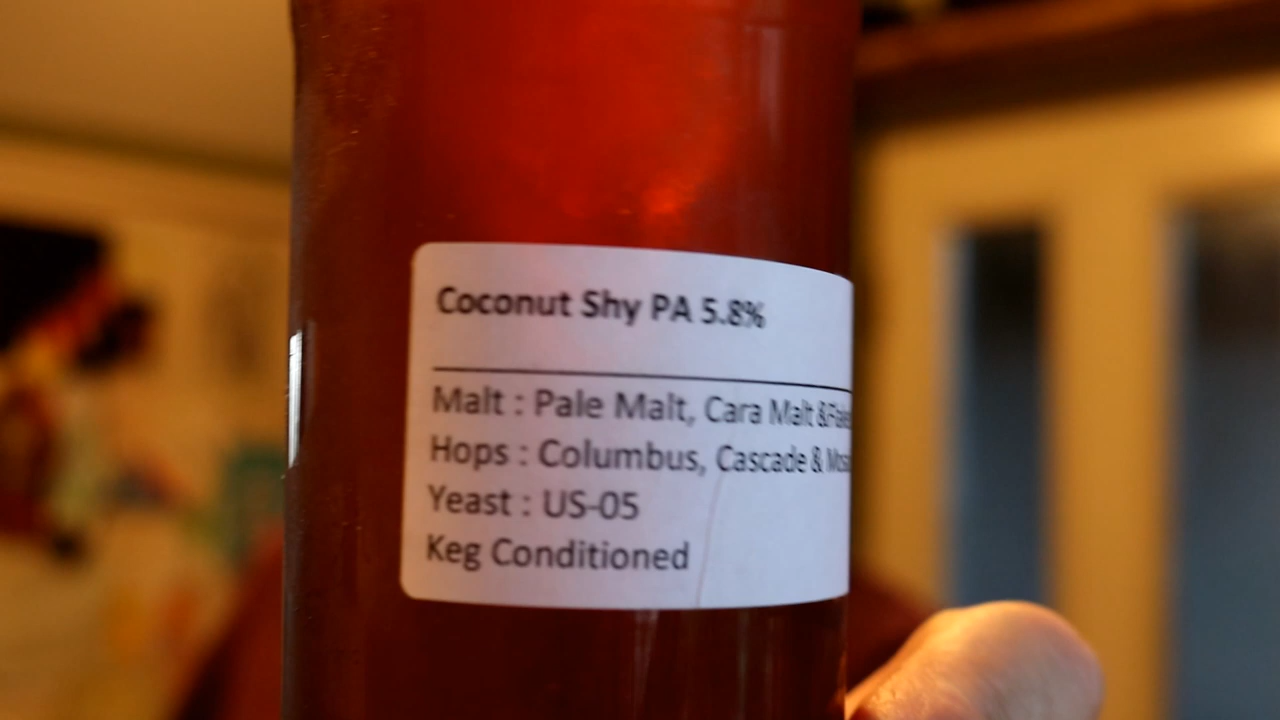 Coconut Shy PA 5.8%
Malt : Pale Malt, Cara Malt &
Hops : Columbus, Cascade &
Yeast : US-05
Keg Conditioned